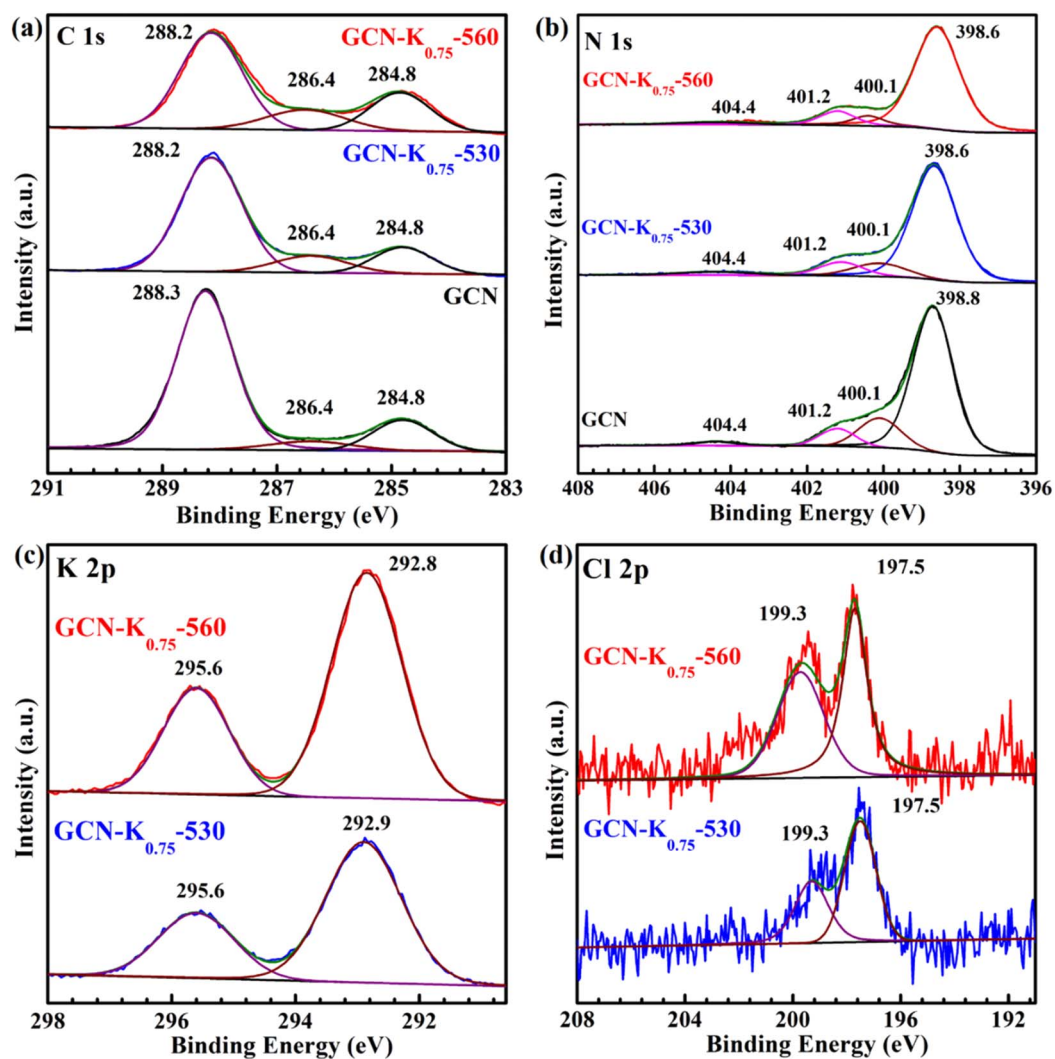 (a) C 1s
288.2
GCN-K0.75-560
286.4
284.8
288.2
GCN-K0.75-530
286.4
284.8
288.3
GCN
286.4
284.8
Intensity (a.u.)
291 289 287 285 283
Binding Energy (eV)
(b) N 1s
398.6
GCN-K0.75-560
404.4
401.2
400.1
398.6
GCN-K0.75-530
404.4
401.2
400.1
398.8
GCN
404.4
401.2
400.1
Intensity (a.u.)
408 406 404 402 400 398 396
Binding Energy (eV)
(c) K 2p
292.8
GCN-K0.75-560
295.6
GCN-K0.75-530
292.9
295.6
Intensity (a.u.)
298 296 294 292
Binding Energy (eV)
(d) Cl 2p
197.5
199.3
GCN-K0.75-560
197.5
GCN-K0.75-530
199.3
Intensity (a.u.)
208 204 200 196 192
Binding Energy (eV)